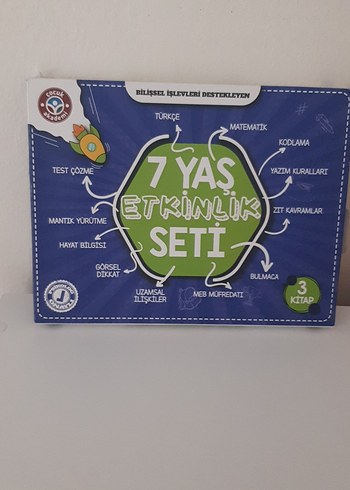 BİLİŞSEL İŞLEVLERİ DESTEKLEYEN
çocuk
akademi
TÜRKÇE
MATEMATİK
KODLAMA
TEST ÇÖZME
YAZIM KURALLARI
7 YAŞ
ETKİNLİK
SETİ
MANTIK YÜRÜTME
ZIT KAVRAMLAR
HAYAT BİLGİSİ
GÖRSEL
DİKKAT
BULMACA
UZAMSAL
İLİŞKİLER
MEB MÜFREDATI
3
KİTAP